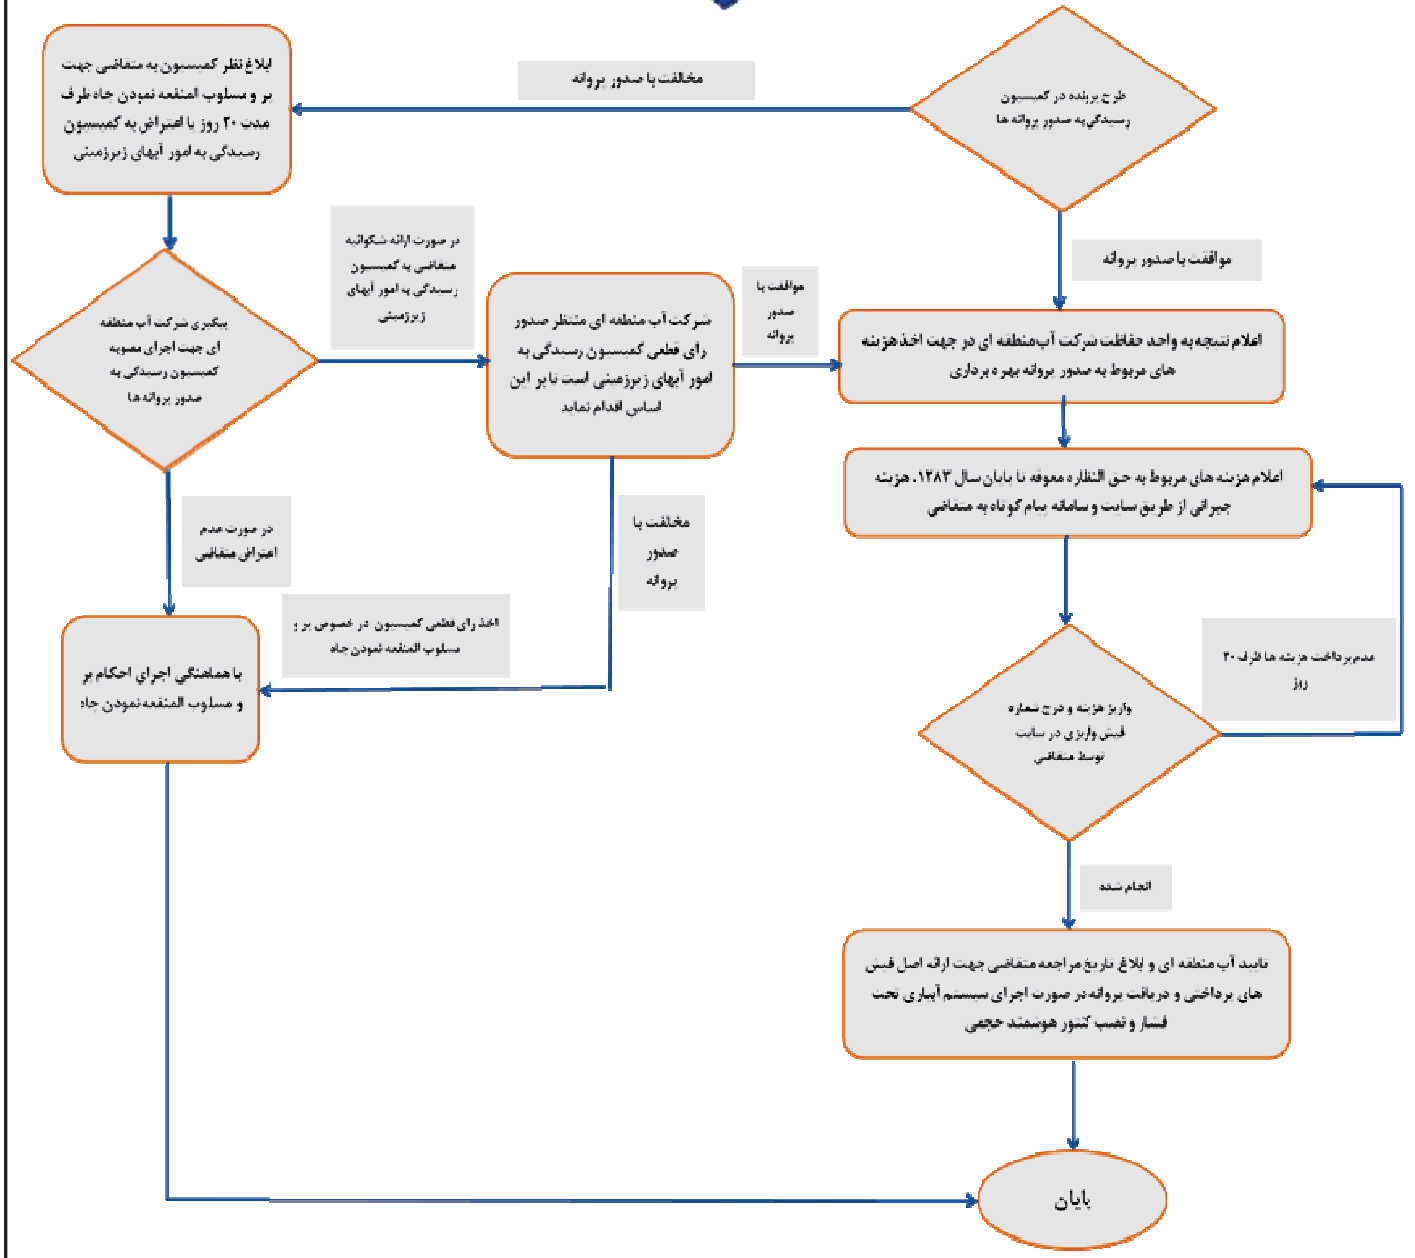 طرح پرونده در کمیسیون
رسیدگی به صدور پروانه ها
مخالفت با صدور پروانه
ابلاغ نظر کمیسیون به متقاضی جهت
پر و مسلوب المنفعه نمودن چاه ظرف
مدت ۲۰ روز یا اعتراض به کمیسیون
رسیدگی به امور آبهای زیرزمینی
موافقت با صدور پروانه
در صورت ارائه شکوائیه
متقاضی به کمیسیون
رسیدگی به امور آبهای
زیرزمینی
پیگیری شرکت آب منطقه
ای جهت اجرای مصوبه
کمیسیون رسیدگی به
صدور پروانه ها
شرکت آب منطقه ای منتظر صدور
رای قطعی کمیسیون رسیدگی به
امور آبهای زیرزمینی است تا بر این
اساس اقدام نماید
موافقت با
صدور
پروانه
اعلام نتیجه به واحد حفاظت شرکت آب منطقه ای در جهت اخذ هزینه
های مربوط به صدور پروانه بهره برداری
اعلام هزینه های مربوط به حق النظاره معوقه تا پایان سال ۱۳۸۳، هزینه
جبرانی از طریق سایت و سامانه پیام کوتاه به متقاضی
در صورت عدم
اعتراض متقاضی
مخلفت با
صدور
پروانه
اخذ رای قطعی کمیسیون در خصوص پر و
مسلوب المنفعه نمودن چاه
با هماهنگی اجرای احکام پر
و مسلوب المنفعه نمودن چاه
عدم پرداخت هزینه ها ظرف ۲۰
روز
واریز هزینه و درج شماره
فیش واریزی در سایت
توسط متقاضی
انجام شده
تایید آب منطقه ای و ابلاغ تاریخ مراجعه متقاضی جهت ارائه اصل فیش
های پرداختی و دریافت پروانه در صورت اجرای سیستم آبیاری تحت
فشار و نصب کنتور هوشمند حجمی
پایان